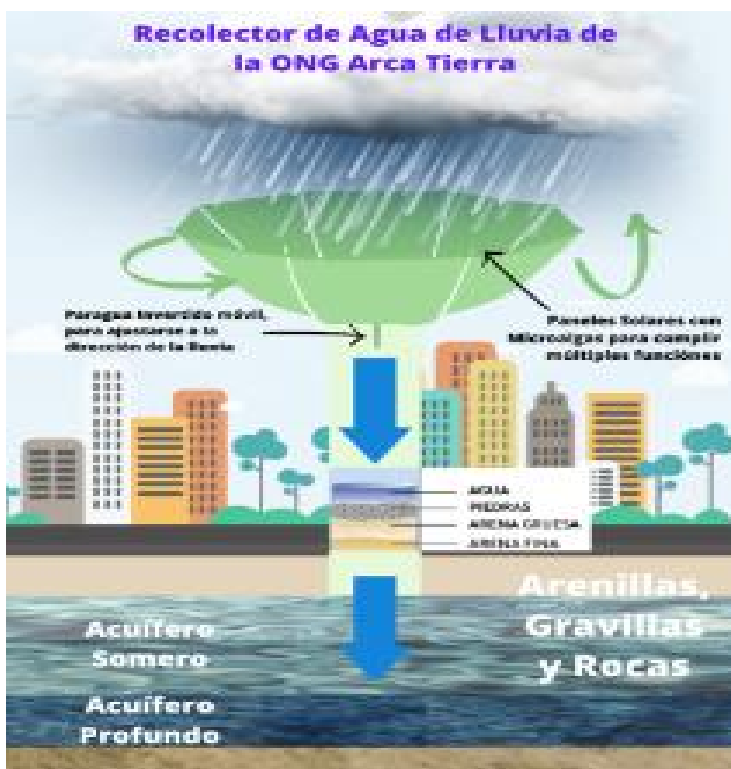 Recolector de Agua de Lluvia de
la ONG Arca Tierra
Paragua Invertido móvil,
para ajustarse a la
dirección de la lluvia
Paneles Solares con
Microalgas para cumplir
múltiples funciones
AGUA
PIEDRAS
ARENA GRUESA
ARENA FINA
Arenillas,
Gravillas
y Rocas
Acuífero
Somero
Acuífero
Profundo